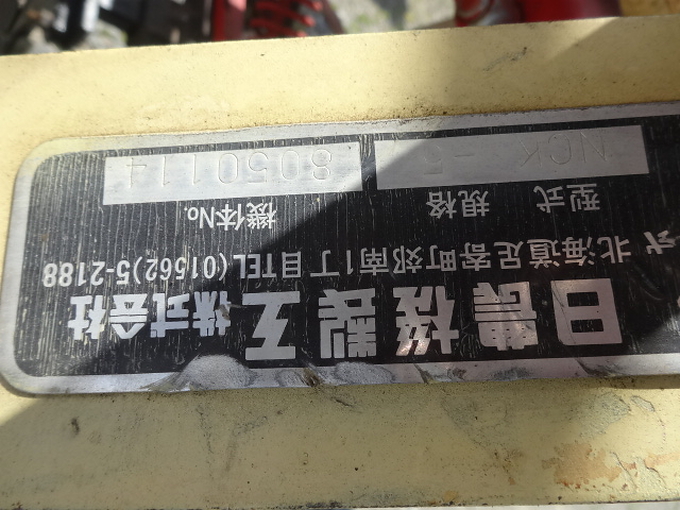 日農機製工株式会社
北海道足寄町郊南1丁目TEL(01562)5-2188
型式 規格 機体No.
NCK 8050114